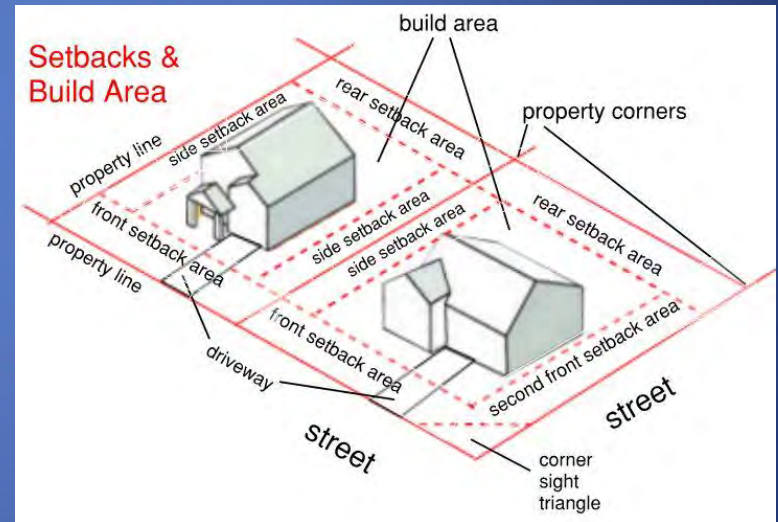 Setbacks &
Build Area
build area
property corners
property line
side setback area
rear setback area
front setback area
property line
side setback area
side setback area
rear setback area
front setback area
second front setback area
driveway
street
street
corner
sight
triangle